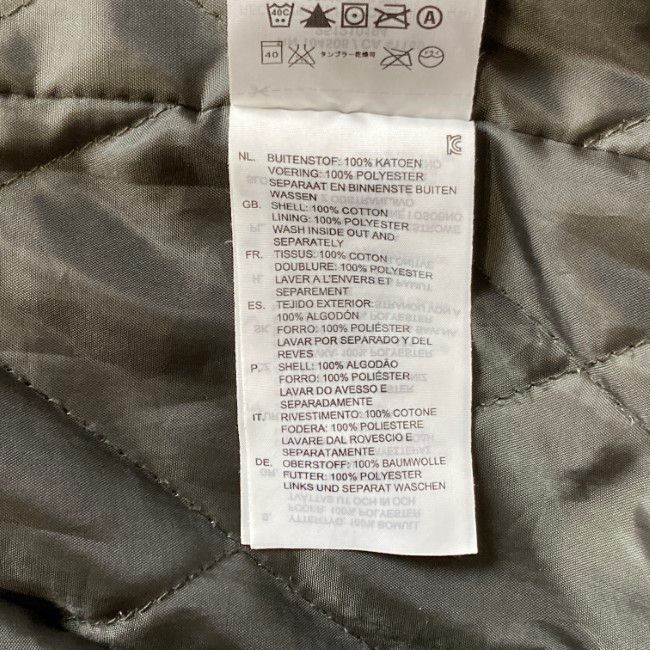 40C
A
40
タンブラー乾燥可
ドライ
NL. BUITENSTOF: 100% KATOEN
VOERING: 100% POLYESTER
SEPARAAT EN BINNENSTE BUITEN
WASSEN
GB. SHELL: 100% COTTON
LINING: 100% POLYESTER
WASH INSIDE OUT AND
SEPARATELY
FR. TISSUS: 100% COTON
DOUBLURE: 100% POLYESTER
LAVER A L'ENVERS ET
SEPAREMENT
ES. TEJIDO EXTERIOR:
100% ALGODÓN
FORRO: 100% POLIÉSTER
LAVAR POR SEPARADO Y DEL
REVES
P. SHELL: 100% ALGODÃO
FORRO: 100% POLIÉSTER
LAVAR DO AVESSO E
SEPARADAMENTE
IT. RIVESTIMENTO: 100% COTONE
FODERA: 100% POLIESTERE
LAVARE DAL ROVESCIO E
SEPARATAMENTE
DE. OBERSTOFF: 100% BAUMWOLLE
FUTTER: 100% POLYESTER
LINKS UND SEPARAT WASCHEN